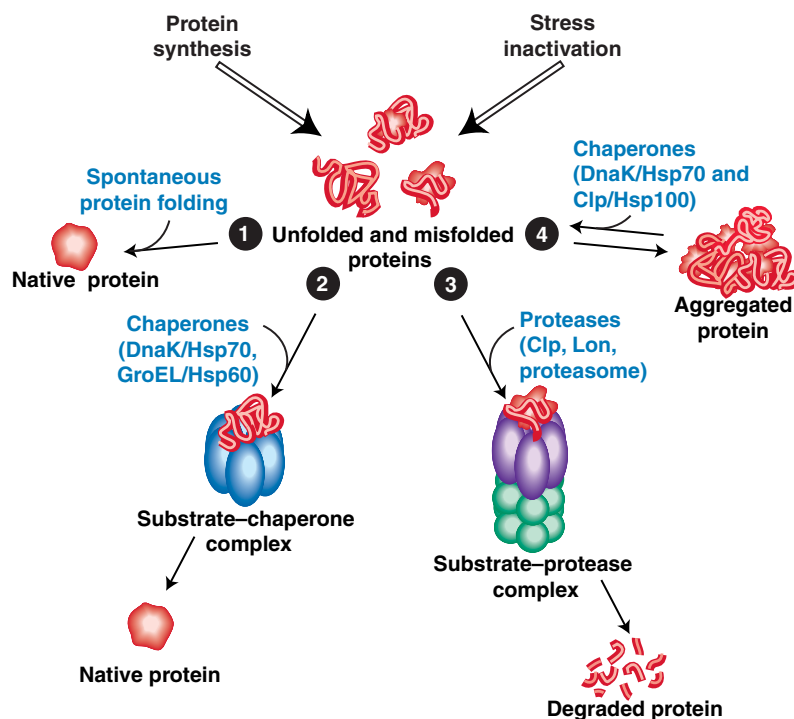 Protein
synthesis
Stress
inactivation
Chaperones
(DnaK/Hsp70 and
Clp/Hsp100)
Spontaneous
protein folding
1
Unfolded and misfolded
proteins
4
Native protein
2
3
Aggregated
protein
Chaperones
(DnaK/Hsp70,
GroEL/Hsp60)
Proteases
(Clp, Lon,
proteasome)
Substrate–chaperone
complex
Substrate–protease
complex
Native protein
Degraded protein